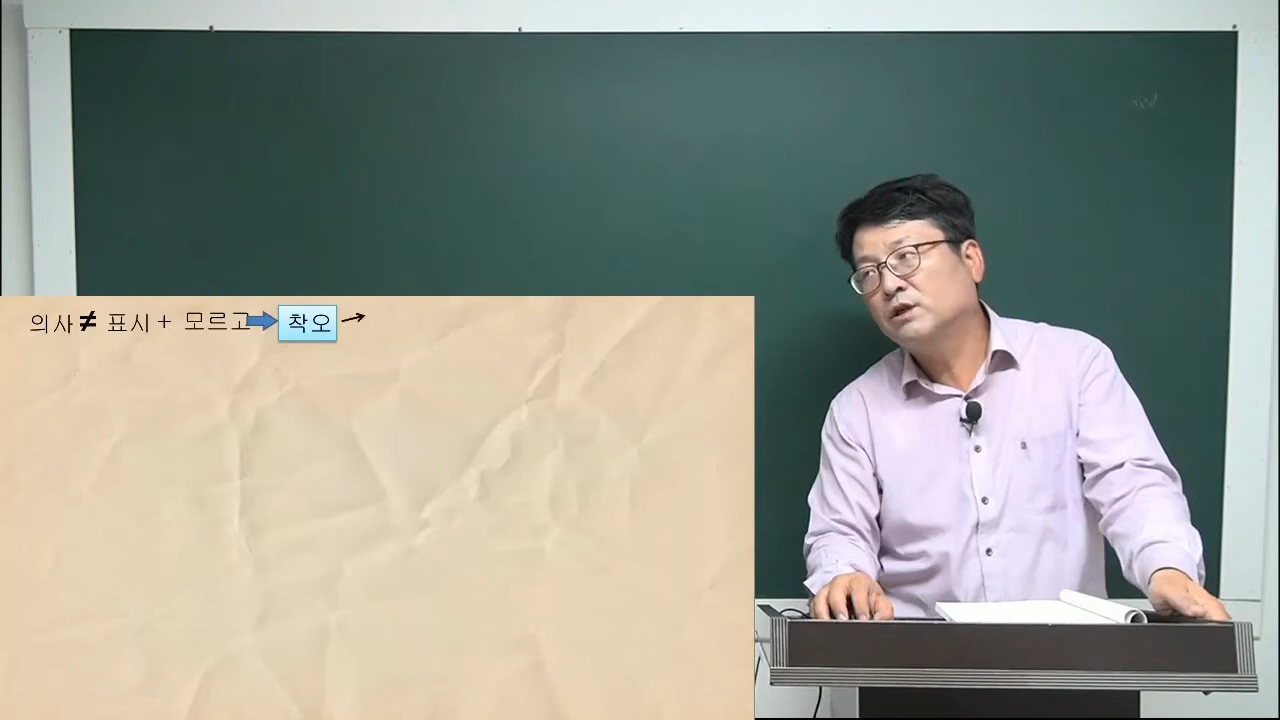 의사 ≠ 표시 + 모르고 ➡ 착오 →